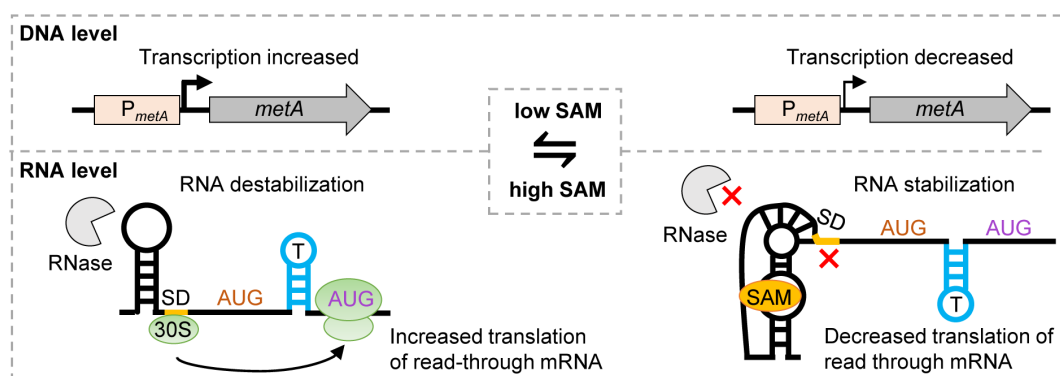 DNA level
Transcription increased
PmetA
metA
Transcription decreased
PmetA
metA
low SAM
high SAM
RNA level
RNA destabilization
RNase
SD
AUG
T
AUG
30S
Increased translation
of read-through mRNA
RNA stabilization
RNase
SD
AUG
AUG
SAM
T
Decreased translation of
read through mRNA